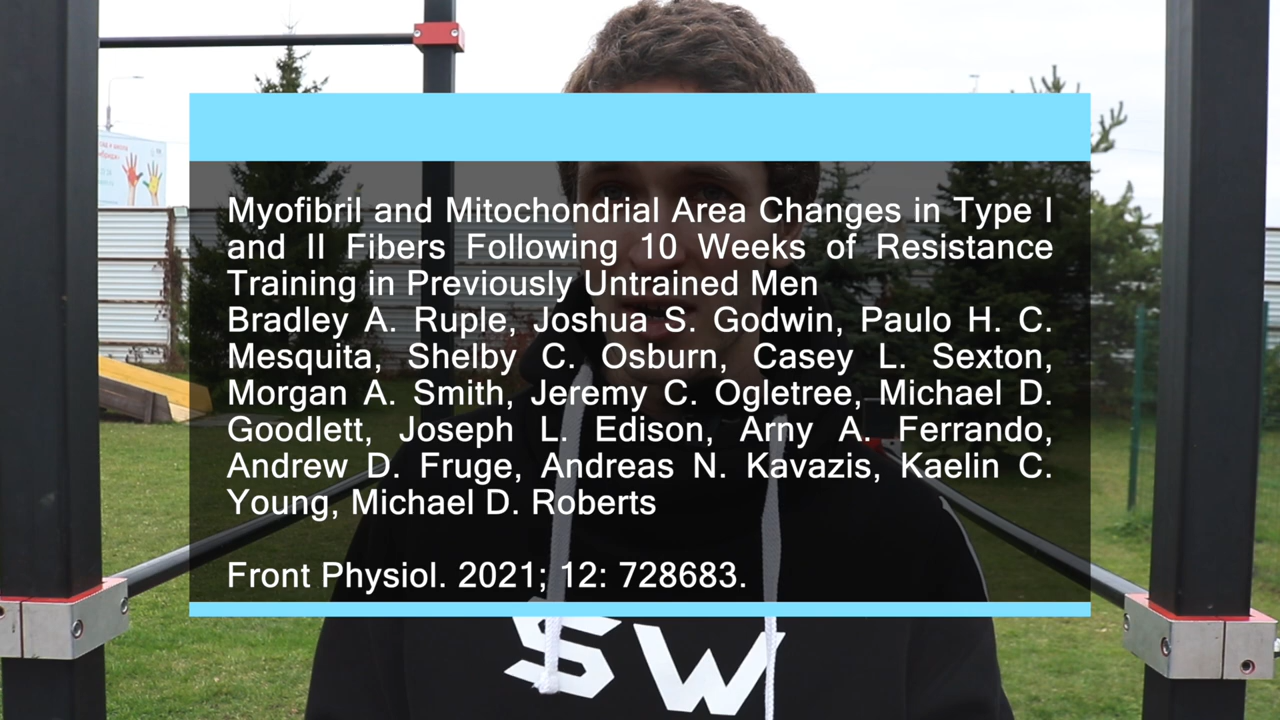 Myofibril and Mitochondrial Area Changes in Type I
and II Fibers Following 10 Weeks of Resistance
Training in Previously Untrained Men
Bradley A. Ruple, Joshua S. Godwin, Paulo H. C.
Mesquita, Shelby C. Osburn, Casey L. Sexton,
Morgan A. Smith, Jeremy C. Ogletree, Michael D.
Goodlett, Joseph L. Edison, Arny A. Ferrando,
Andrew D. Fruge, Andreas N. Kavazis, Kaelin C.
Young, Michael D. Roberts
Front Physiol. 2021; 12: 728683.
SW